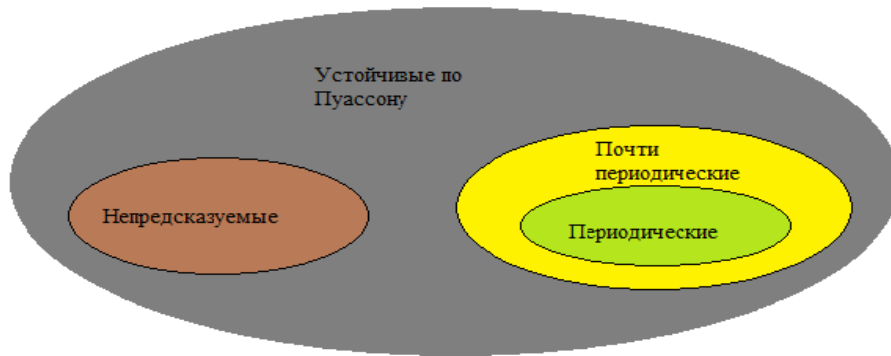 Устойчивые по
Пуассону
Почти
периодические
Непредсказуемые
Периодические